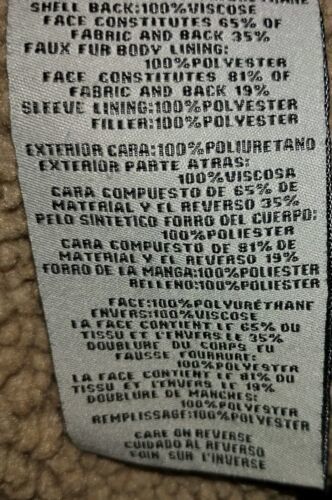 SHELL BACK:100%VISCOSE
FACE CONSTITUTES 65% OF
FABRIC AND BACK 35%
FAUX FUR BODY LINING:
100%POLYESTER
FACE CONSTITUTES 81% OF
FABRIC AND BACK 19%
SLEEVE LINING:100%POLYESTER
FILLER:100%POLYESTER
EXTERIOR CARA:100%POLIURETANO
EXTERIOR PARTE ATRAS:
100%VISCOSA
CARA COMPUESTO DE 65% DE
MATERIAL Y EL REVERSO 35%
PELO SINTETICO FORRO DEL CUERPO:
100%POLIESTER
CARA COMPUESTO DE 81% DE
MATERIAL Y EL REVERSO 19%
FORRO DE LA MANGA:100%POLIESTER
RELLENO:100%POLIESTER
FACE:100%POLYURÉTHANE
ENVERS:100%VISCOSE
LA FACE CONTIENT LE 65% DU
TISSU ET L'ENVERS LE 35%
DOUBLURE DU CORPS EU
FAUSSE FOURRURE:
100%POLYESTER
LA FACE CONTIENT LE 81% DU
TISSU ET L'ENVERS LE 19%
DOUBLURE DE MANCHES:
100%POLYESTER
REMPLISSAGE:100%POLYESTER
CARE ON REVERSE
CUIDADO AL REVERSO
SOIN SUR L'INVERSE